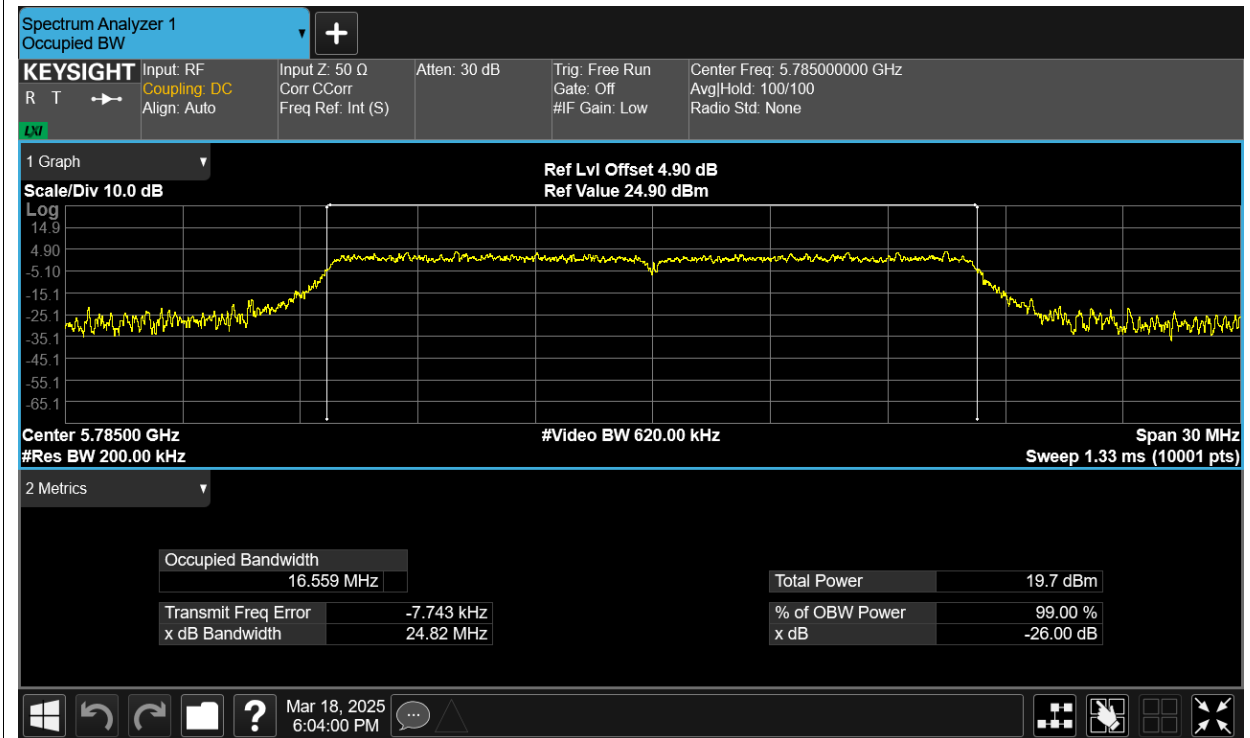 Spectrum Analyzer 1
Occupied BW
KEYSIGHT
R T
LXI
Input: RF
Coupling: DC
Align: Auto
Input Z: 50 Ω
Corr CCorr
Freq Ref: Int (S)
Atten: 30 dB
Trig: Free Run
Gate: Off
#IF Gain: Low
Center Freq: 5.785000000 GHz
Avg|Hold: 100/100
Radio Std: None
1 Graph
Scale/Div 10.0 dB
Ref Lvl Offset 4.90 dB
Ref Value 24.90 dBm
Log
14.9
4.90
-5.10
-15.1
-25.1
-35.1
-45.1
-55.1
-65.1
Center 5.78500 GHz
#Res BW 200.00 kHz
#Video BW 620.00 kHz
Span 30 MHz
Sweep 1.33 ms (10001 pts)
2 Metrics
Occupied Bandwidth
16.559 MHz
Transmit Freq Error -7.743 kHz
x dB Bandwidth 24.82 MHz
Total Power 19.7 dBm
% of OBW Power 99.00 %
x dB -26.00 dB
?
Mar 18, 2025
6:04:00 PM